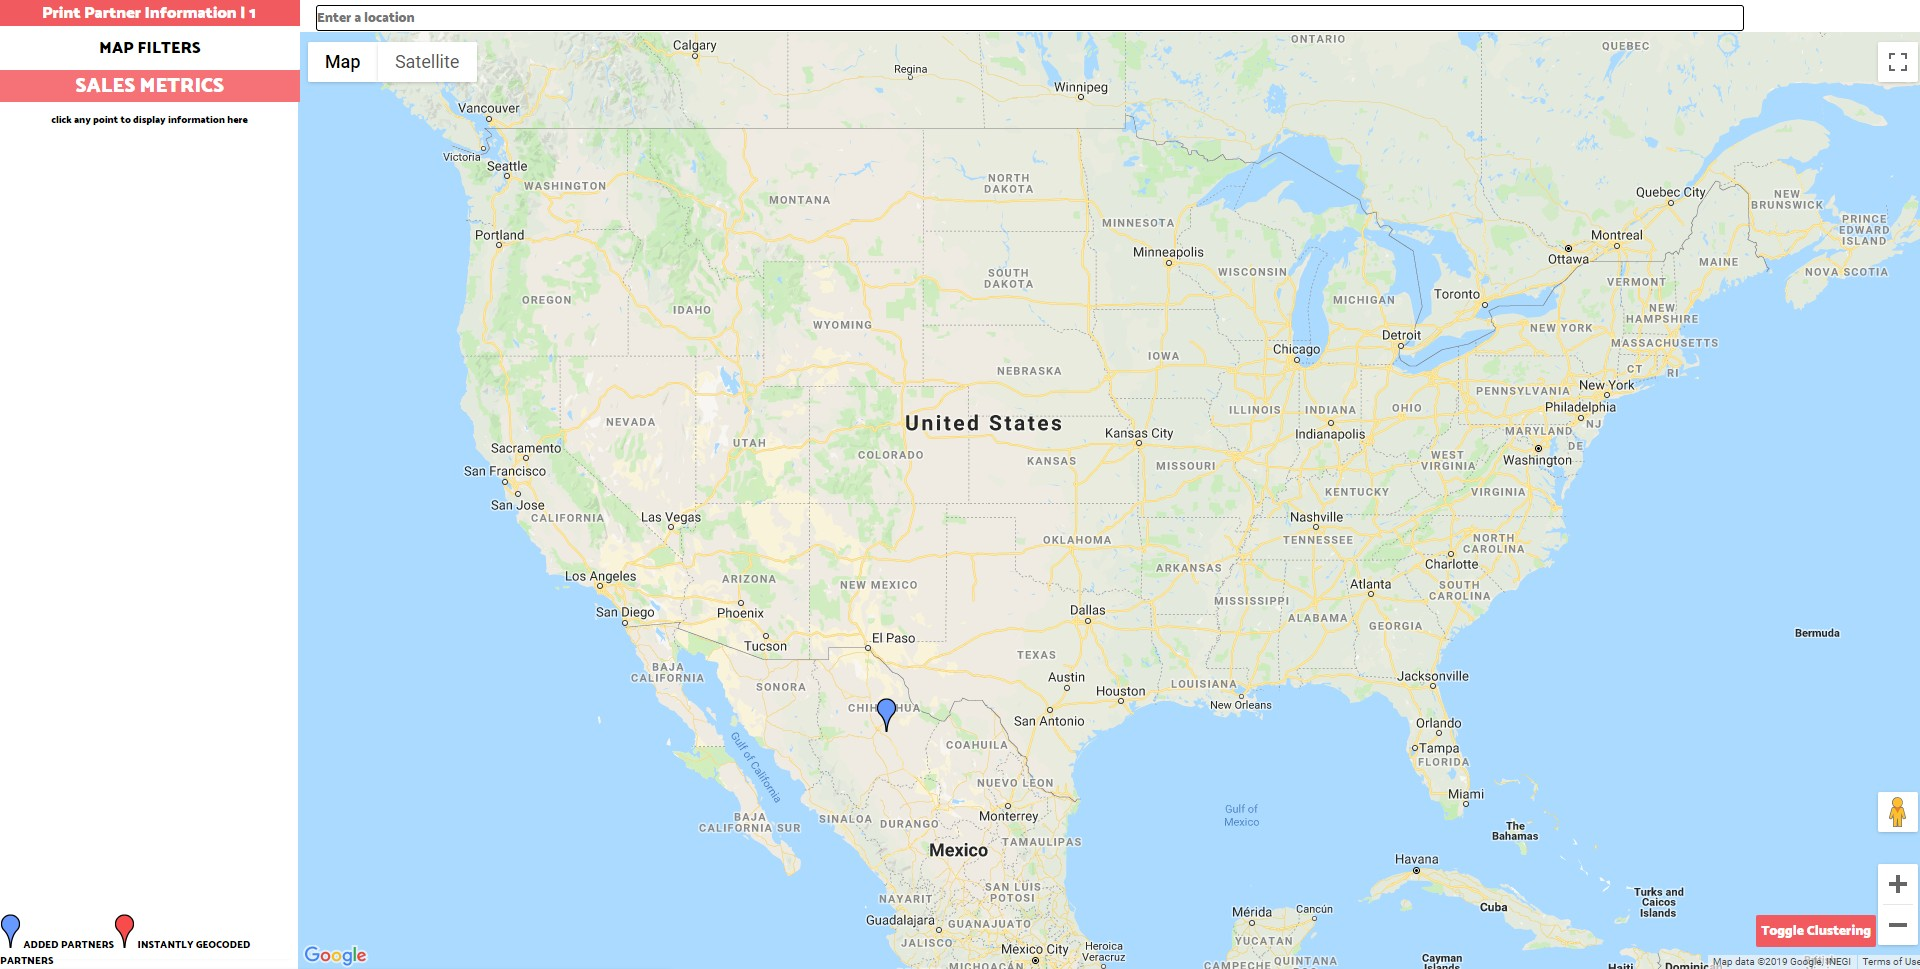 Print Partner Information | 1
MAP FILTERS
SALES METRICS
click any point to display information here
ADDED PARTNERS
INSTANTLY GEOCODED
PARTNERS
Enter a location
Map
Satellite
Calgary
Regina
Winnipeg
ONTARIO
QUEBEC
Vancouver
Victoria
Seattle
WASHINGTON
MONTANA
NORTH
DAKOTA
MINNESOTA
Quebec City
NEW
BRUNSWICK
PRINCE
EDWARD
ISLAND
Portland
Minneapolis
Montreal
Ottawa
MAINE
NOVA SCOTIA
OREGON
IDAHO
WYOMING
SOUTH
DAKOTA
WISCONSIN
MICHIGAN
Toronto
VERMONT
NEW
HAMPSHIRE
NEW YORK
MASSACHUSETTS
Detroit
Chicago
IOWA
NEBRASKA
CT
RI
PENNSYLVANIA
New York
Philadelphia
NJ
ILLINOIS
INDIANA
OHIO
Indianapolis
MARYLAND
DE
Washington
NEVADA
UTAH
United States
COLORADO
KANSAS
Kansas City
MISSOURI
WEST
VIRGINIA
Sacramento
San Francisco
San Jose
CALIFORNIA
Las Vegas
KENTUCKY
VIRGINIA
Nashville
TENNESSEE
NORTH
CAROLINA
Charlotte
OKLAHOMA
ARKANSAS
Los Angeles
ARIZONA
NEW MEXICO
Atlanta
SOUTH
CAROLINA
San Diego
Phoenix
Tucson
El Paso
Dallas
MISSISSIPPI
ALABAMA
GEORGIA
Bermuda
TEXAS
BAJA
CALIFORNIA
SONORA
Austin
Houston
LOUISIANA
Jacksonville
New Orleans
San Antonio
Orlando
Tampa
FLORIDA
COAHUILA
Gulf of California
NUEVO LEON
Miami
Gulf of
Mexico
BAJA
CALIFORNIA SUR
SINALOA
DURANGO
Monterrey
The
Bahamas
Mexico
TAMAULIPAS
Havana
NAYARIT
SAN LUIS
POTOSI
Turks and
Caicos
Islands
Cuba
Guadalajara
GUANAJUATO
Mérida
Cancún
JALISCO
Mexico City
Heroica
Veracruz
YUCATAN
MICHOACÁN
CAMPECHE
QUINTANA
Cayman
Islands
Haiti
Toggle Clustering
Google
Map data ©2019 Google, INEGI
Terms of Use